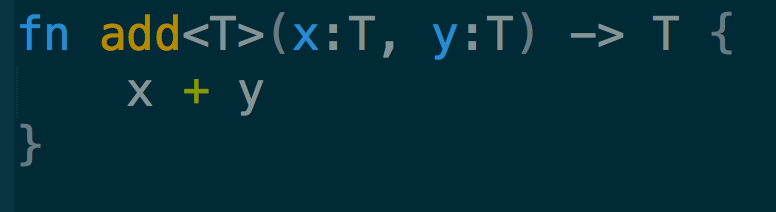 fn add<T>(x:T, y:T) -> T {
    x + y
}